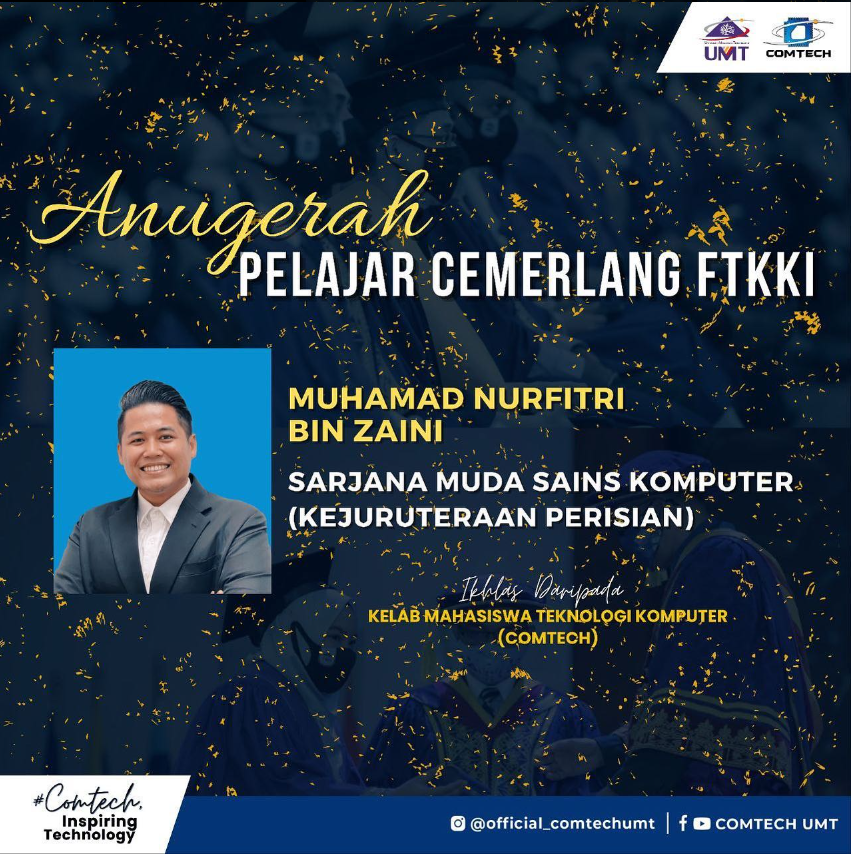 UMT
COMTECH
Anugerah
PELAJAR CEMERLANG FTKKI
MUHAMAD NURFITRI
BIN ZAINI
SARJANA MUDA SAINS KOMPUTER
(KEJURUTERAAN PERISIAN)
Ikhlas Daripada
KELAB MAHASISWA TEKNOLOGI KOMPUTER
(COMTECH)
#Comtech,
Inspiring
Technology
@official_comtechumt | COMTECH UMT